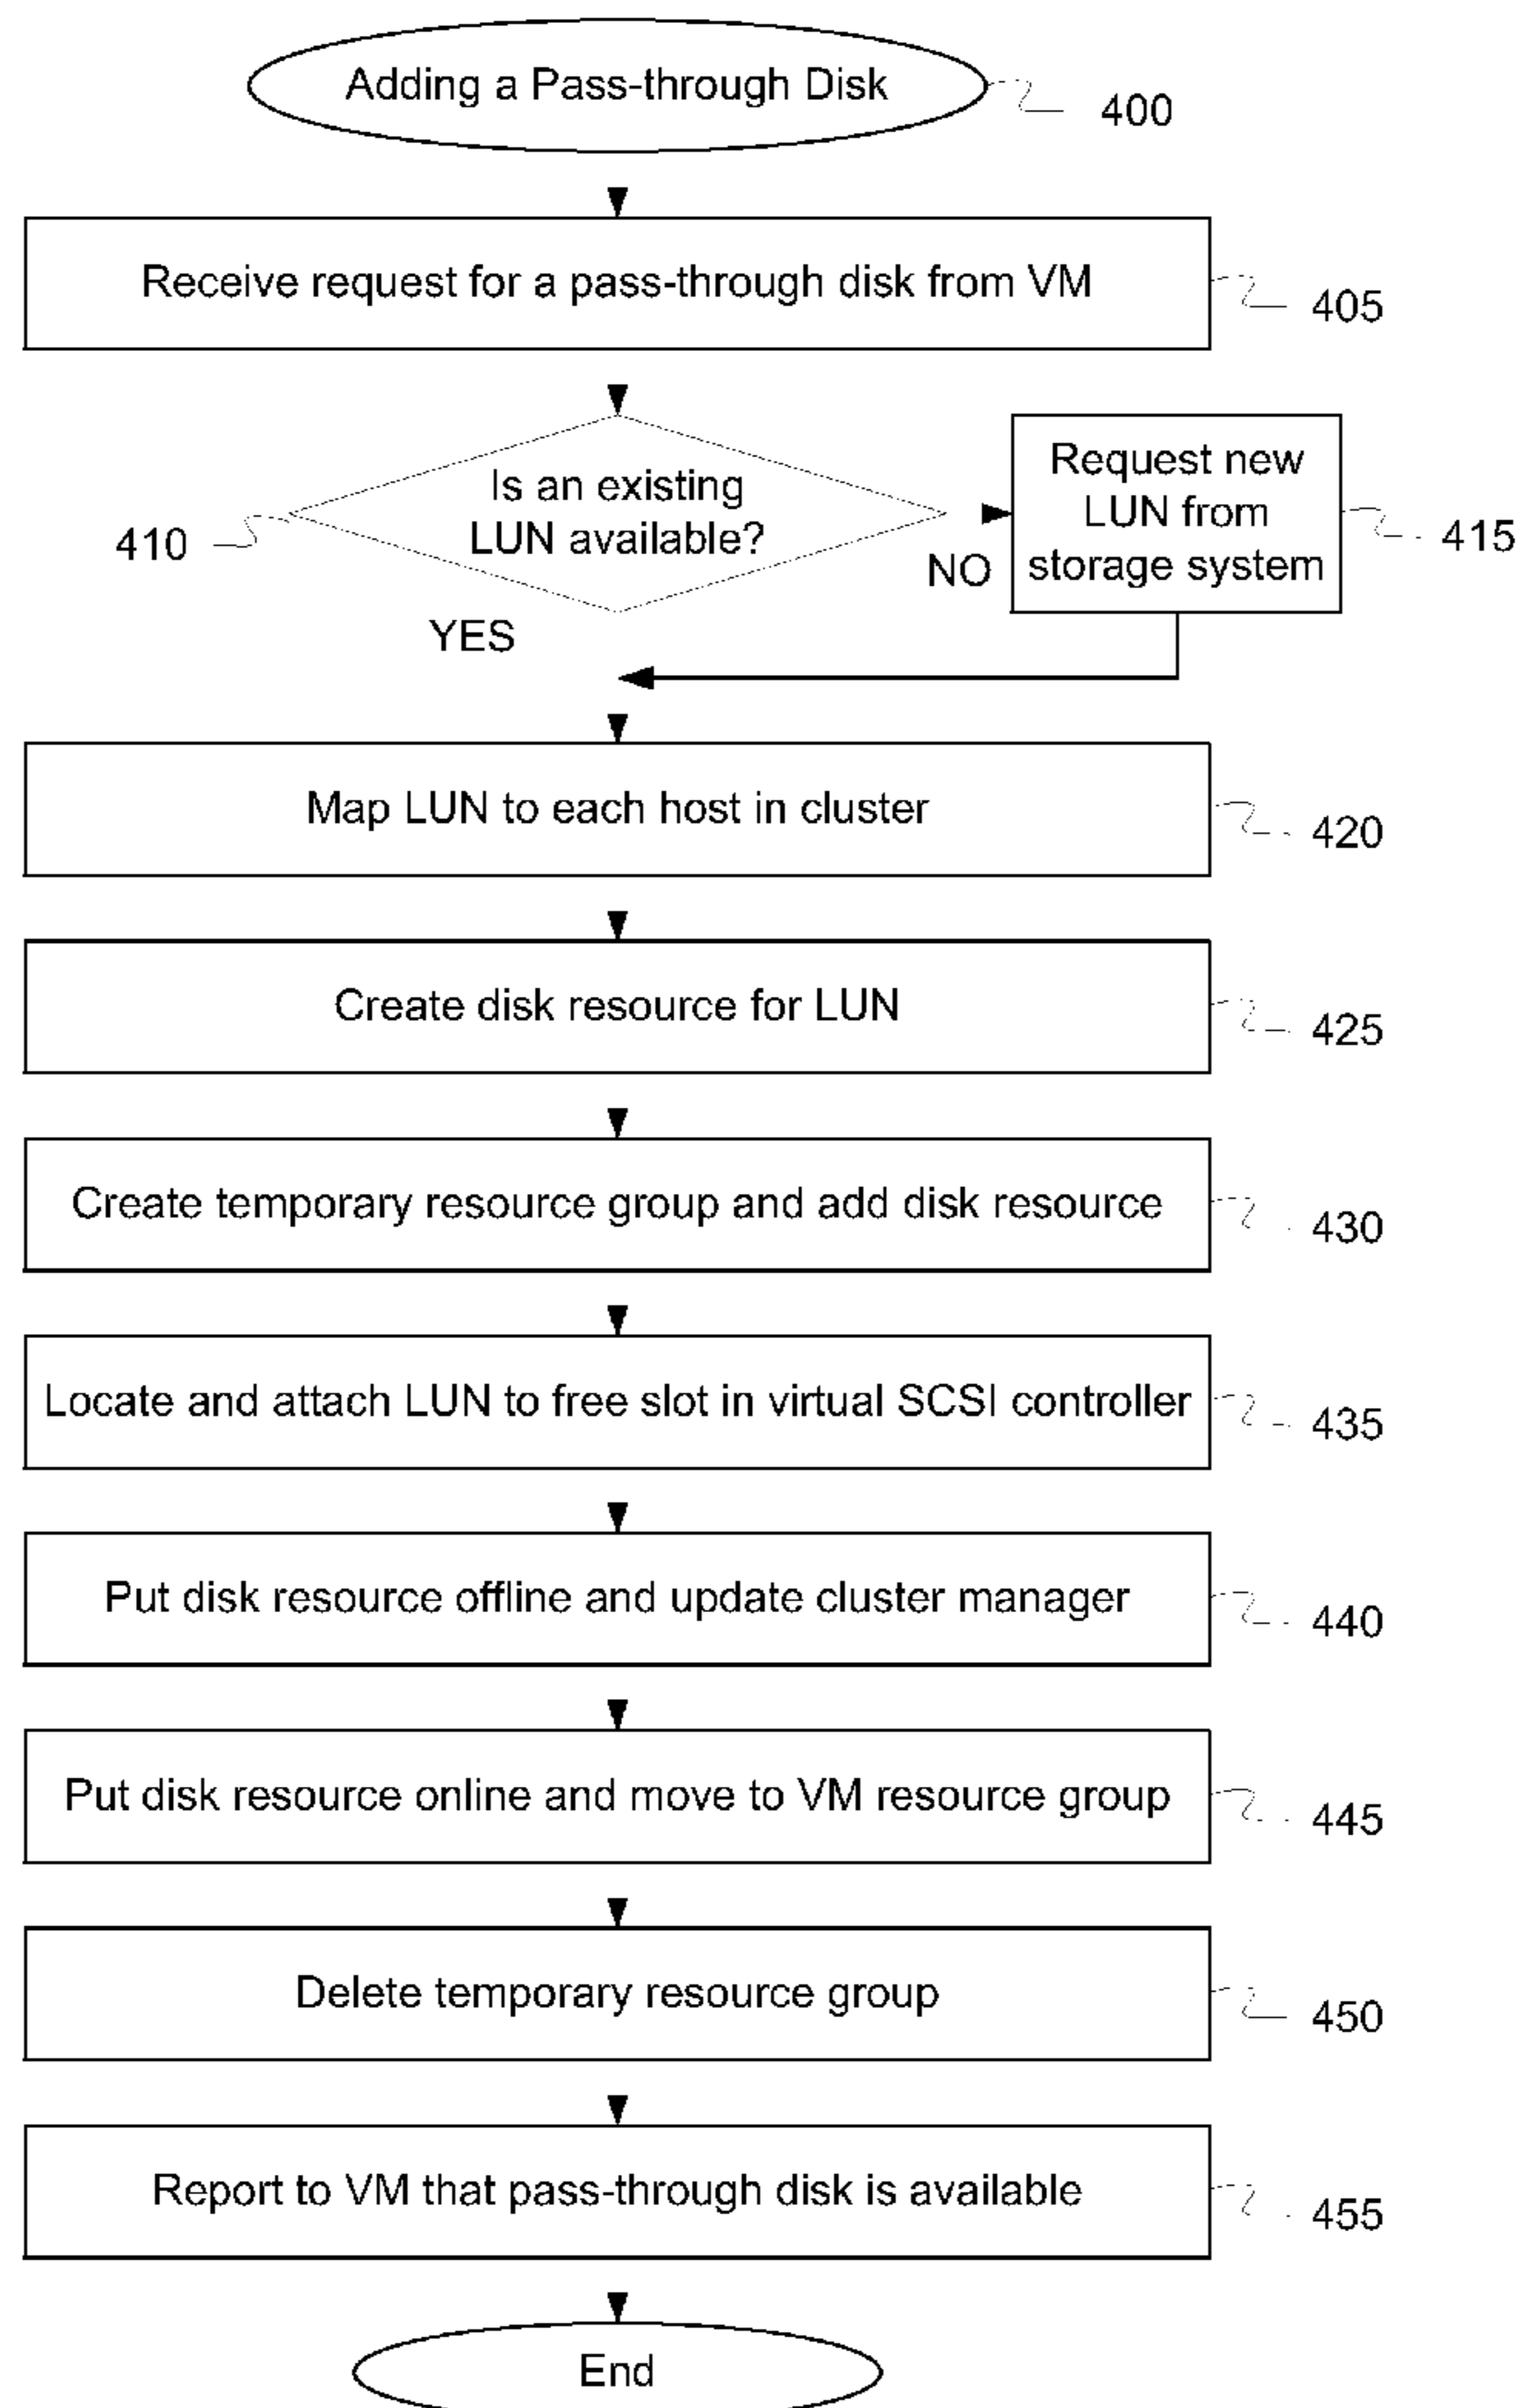 Adding a Pass-through Disk
400
Receive request for a pass-through disk from VM
405
Is an existing
LUN available?
410
NO
YES
Request new
LUN from
storage system
415
Map LUN to each host in cluster
420
Create disk resource for LUN
425
Create temporary resource group and add disk resource
430
Locate and attach LUN to free slot in virtual SCSI controller
435
Put disk resource offline and update cluster manager
440
Put disk resource online and move to VM resource group
445
Delete temporary resource group
450
Report to VM that pass-through disk is available
455
End